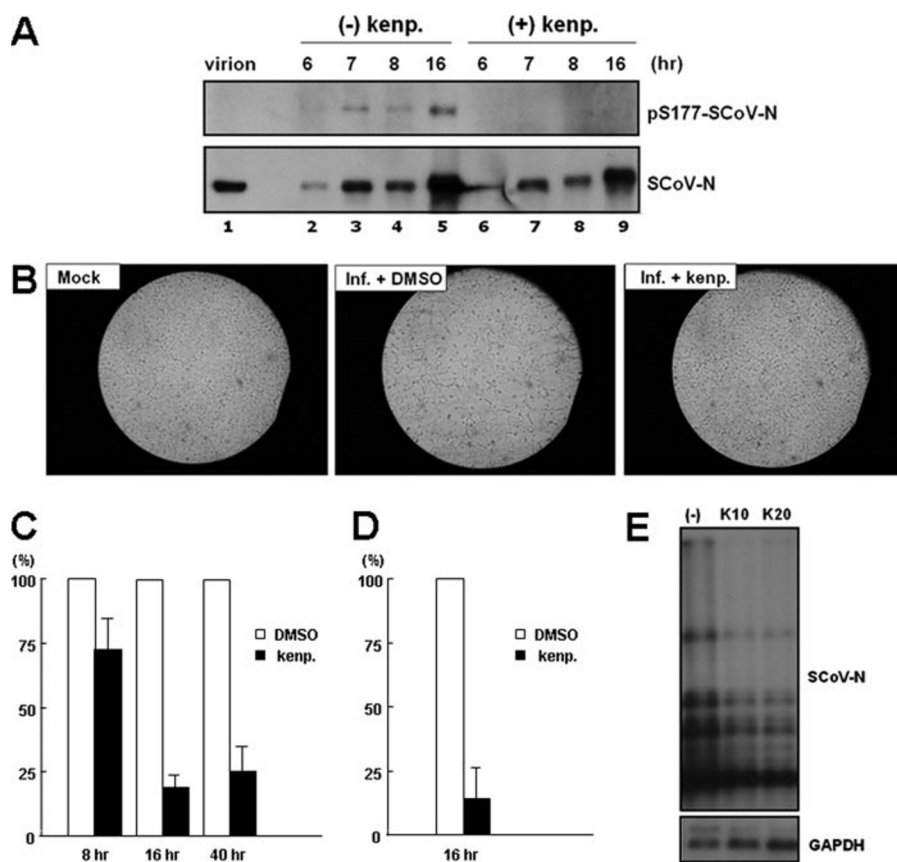 A
(-) kenp. (+) kenp.
virion 6 7 8 16 6 7 8 16 (hr)
pS177-SCoV-N
SCoV-N
1 2 3 4 5 6 7 8 9
B
Mock
Inf. + DMSO
Inf. + kenp.
C
(%)
100
75
50
25
0
DMSO
kenp.
8 hr 16 hr 40 hr
D
(%)
100
75
50
25
0
DMSO
kenp.
16 hr
E
(-) K10 K20
SCoV-N
GAPDH